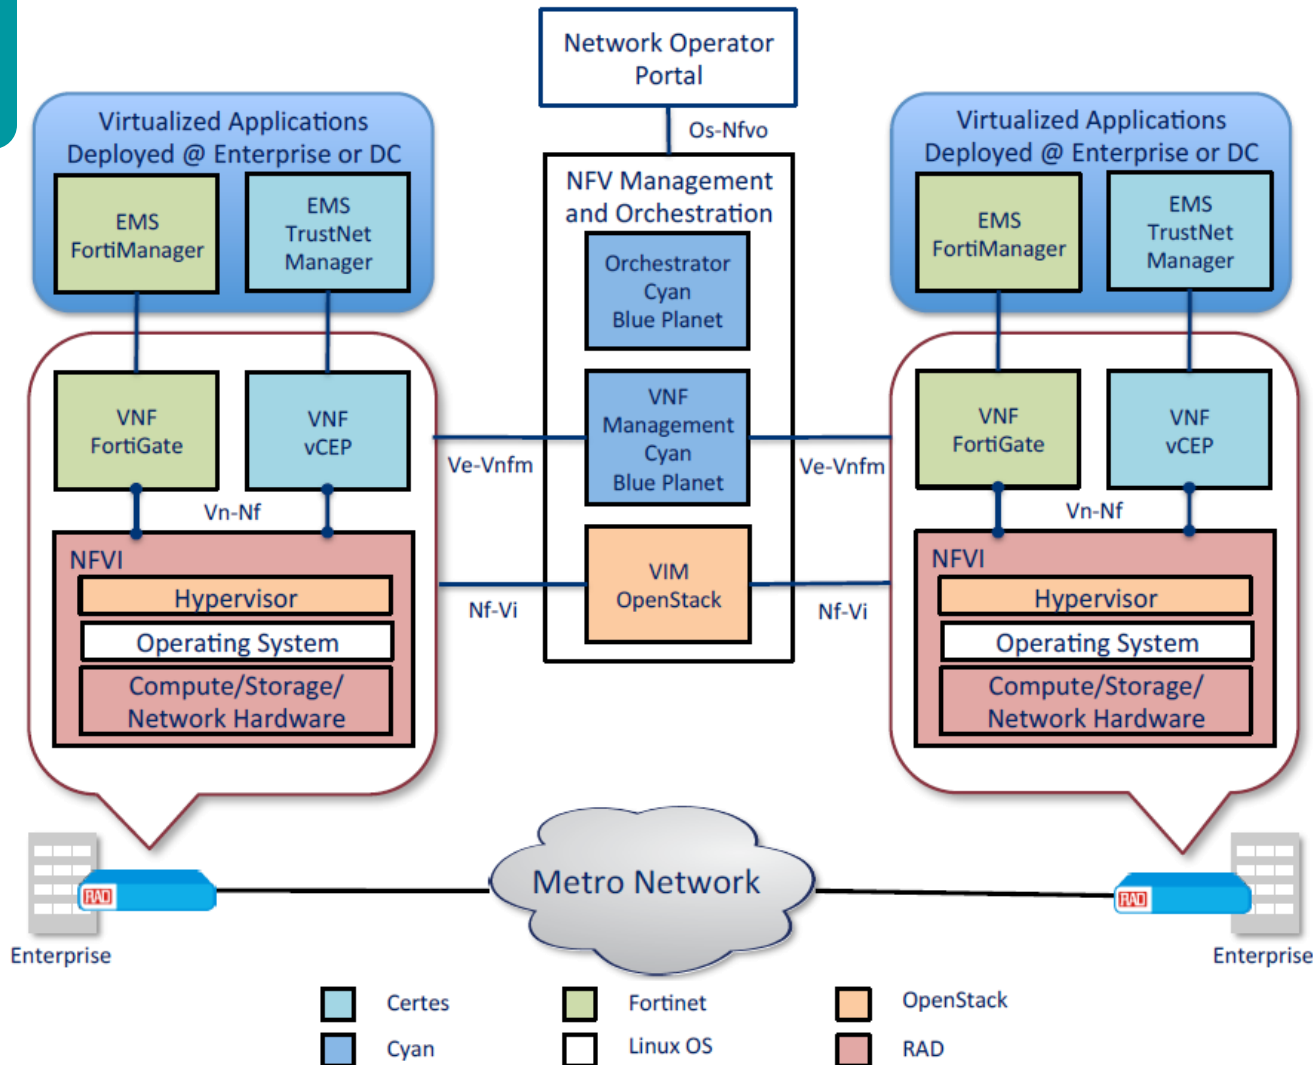 Network Operator
Portal
Os-Nfvo
Virtualized Applications
Deployed @ Enterprise or DC
EMS
FortiManager
EMS
TrustNet
Manager
NFV Management
and Orchestration
Orchestrator
Cyan
Blue Planet
VNF
Management
Cyan
Blue Planet
VIM
OpenStack
Virtualized Applications
Deployed @ Enterprise or DC
EMS
FortiManager
EMS
TrustNet
Manager
VNF
FortiGate
VNF
vCEP
Ve-Vnfm
Ve-Vnfm
VNF
FortiGate
VNF
vCEP
Vn-Nf
Vn-Nf
NFVI
Hypervisor
Operating System
Compute/Storage/
Network Hardware
Nf-Vi
Nf-Vi
NFVI
Hypervisor
Operating System
Compute/Storage/
Network Hardware
RAD
Enterprise
Metro Network
RAD
Enterprise
Certes
Fortinet
OpenStack
Cyan
Linux OS
RAD